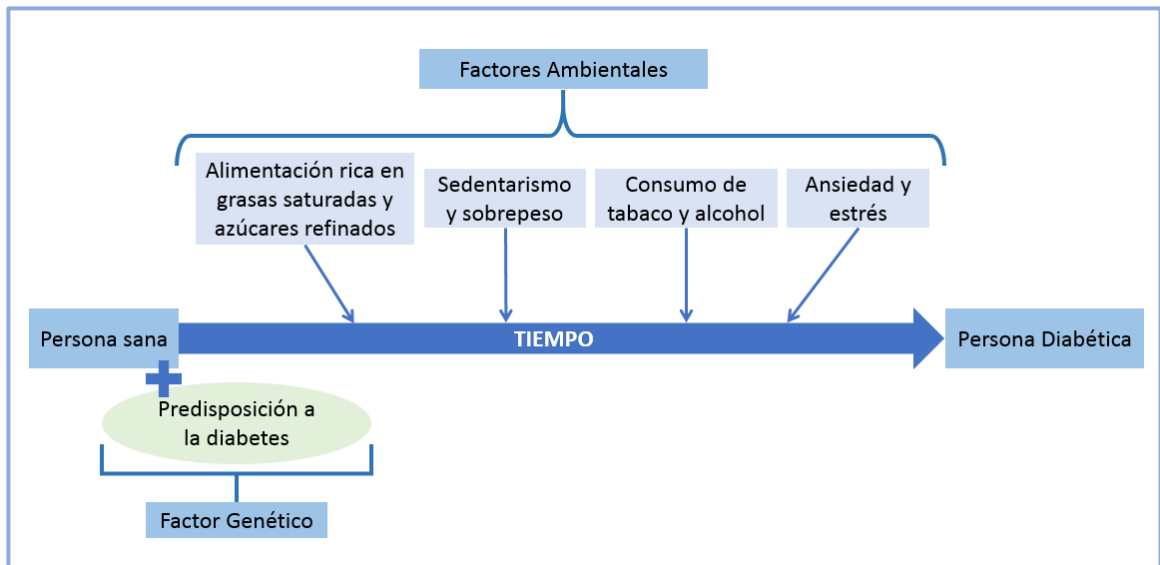 Factores Ambientales
Alimentación rica en
grasas saturadas y
azúcares refinados
Sedentarismo
y sobrepeso
Consumo de
tabaco y alcohol
Ansiedad y
estrés
Persona sana
TIEMPO
Persona Diabética
Predisposición a
la diabetes
Factor Genético